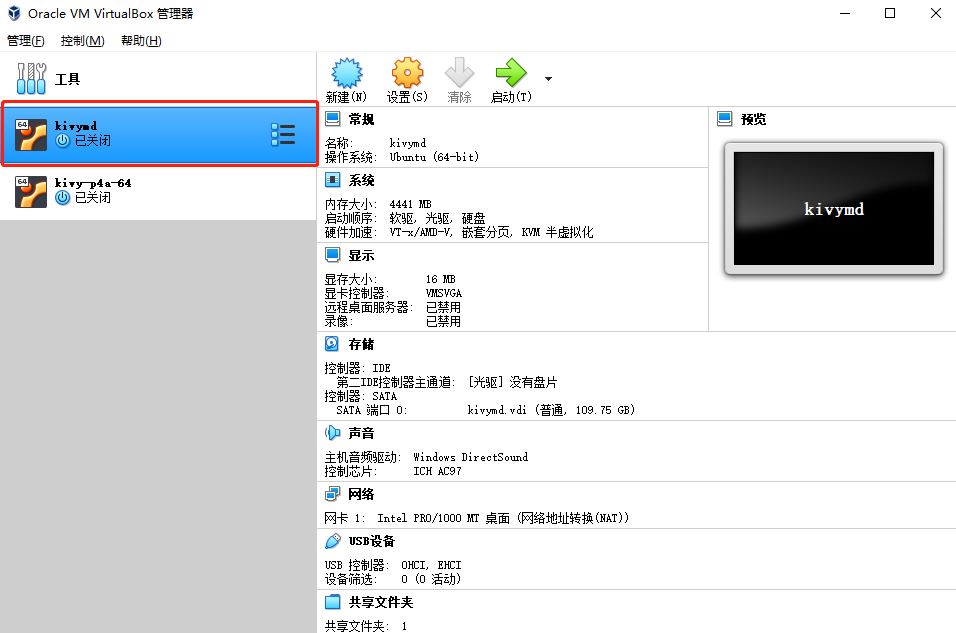 Oracle VM VirtualBox 管理器
管理(F) 控制(M) 帮助(H)
工具
新建(N) 设置(S) 清除 启动(T)
64 kivymd
已关闭
64 kivy-p4a-64
已关闭
常规
名称: kivymd
操作系统: Ubuntu (64-bit)
系统
内存大小: 4441 MB
启动顺序: 软驱, 光驱, 硬盘
硬件加速: VT-x/AMD-V, 嵌套分页, KVM 半虚拟化
显示
显存大小: 16 MB
显卡控制器: VMSVGA
远程桌面服务器: 已禁用
录像: 已禁用
预览
kivymd
存储
控制器: IDE
第二IDE控制器主通道: [光驱] 没有盘片
控制器: SATA
SATA 端口 0: kivymd.vdi (普通, 109.75 GB)
声音
主机音频驱动: Windows DirectSound
控制芯片: ICH AC97
网络
网卡 1: Intel PRO/1000 MT 桌面 (网络地址转换(NAT))
USB设备
USB 控制器: OHCI, EHCI
设备筛选: 0 (0 活动)
共享文件夹
共享文件夹: 1